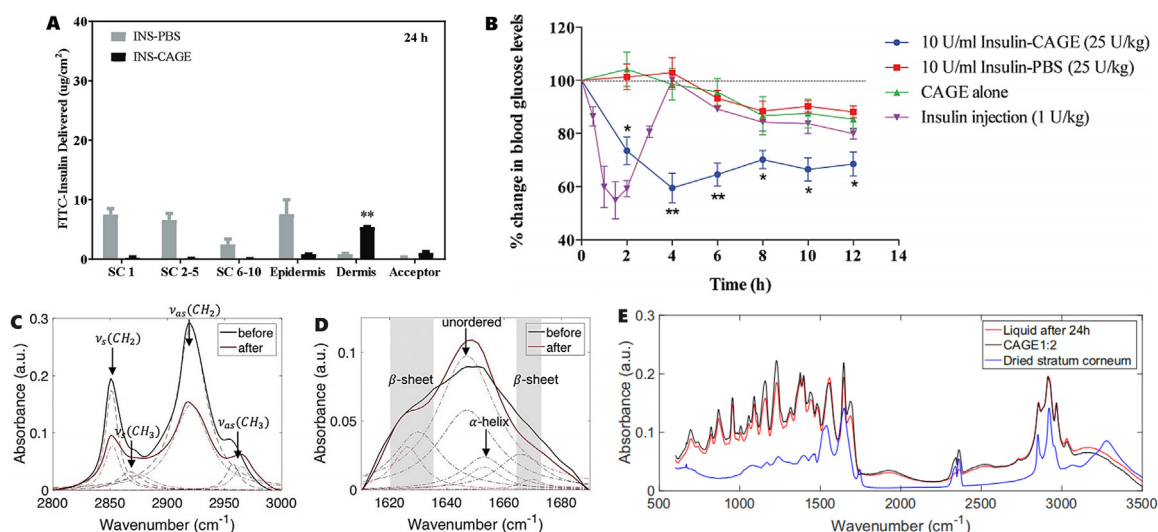 A
INS-PBS
INS-CAGE
24 h
FITC-Insulin Delivered (ug/cm²)
40
30
20
10
0
SC 1
SC 2-5
SC 6-10
Epidermis
Dermis
Acceptor
**
B
10 U/ml Insulin-CAGE (25 U/kg)
10 U/ml Insulin-PBS (25 U/kg)
CAGE alone
Insulin injection (1 U/kg)
% change in blood glucose levels
120
100
80
60
40
*
**
**
*
*
*
0 2 4 6 8 10 12 14
Time (h)
C
νs(CH2)
νas(CH2)
νs(CH3)
νas(CH3)
before
after
Absorbance (a.u.)
0.3
0.2
0.1
0
2800 2850 2900 2950 3000
Wavenumber (cm⁻¹)
D
unordered
β-sheet
β-sheet
α-helix
before
after
Absorbance (a.u.)
0.1
0.05
0
1620 1640 1660 1680
Wavenumber (cm⁻¹)
E
Liquid after 24h
CAGE1:2
Dried stratum corneum
Absorbance (a.u.)
0.3
0.2
0.1
0
500 1000 1500 2000 2500 3000 3500
Wavenumber (cm⁻¹)